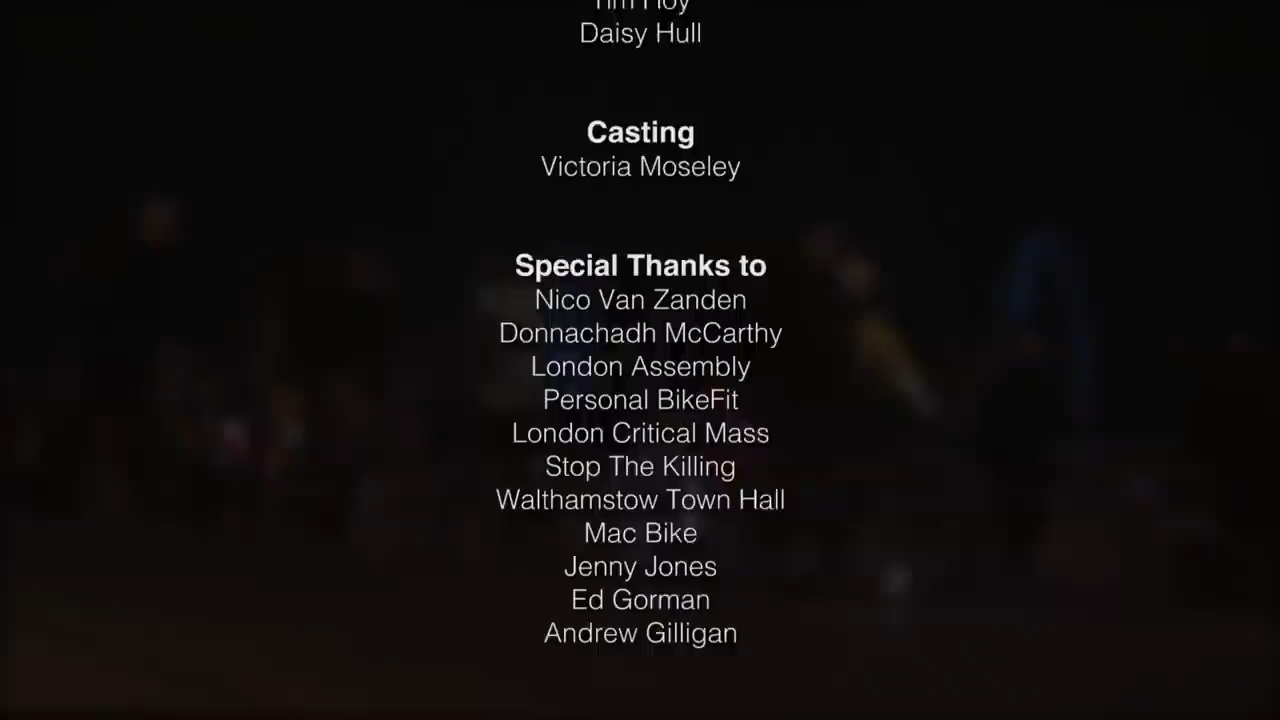 Daisy Hull
Casting
Victoria Moseley
Special Thanks to
Nico Van Zanden
Donnachadh McCarthy
London Assembly
Personal BikeFit
London Critical Mass
Stop The Killing
Walthamstow Town Hall
Mac Bike
Jenny Jones
Ed Gorman
Andrew Gilligan